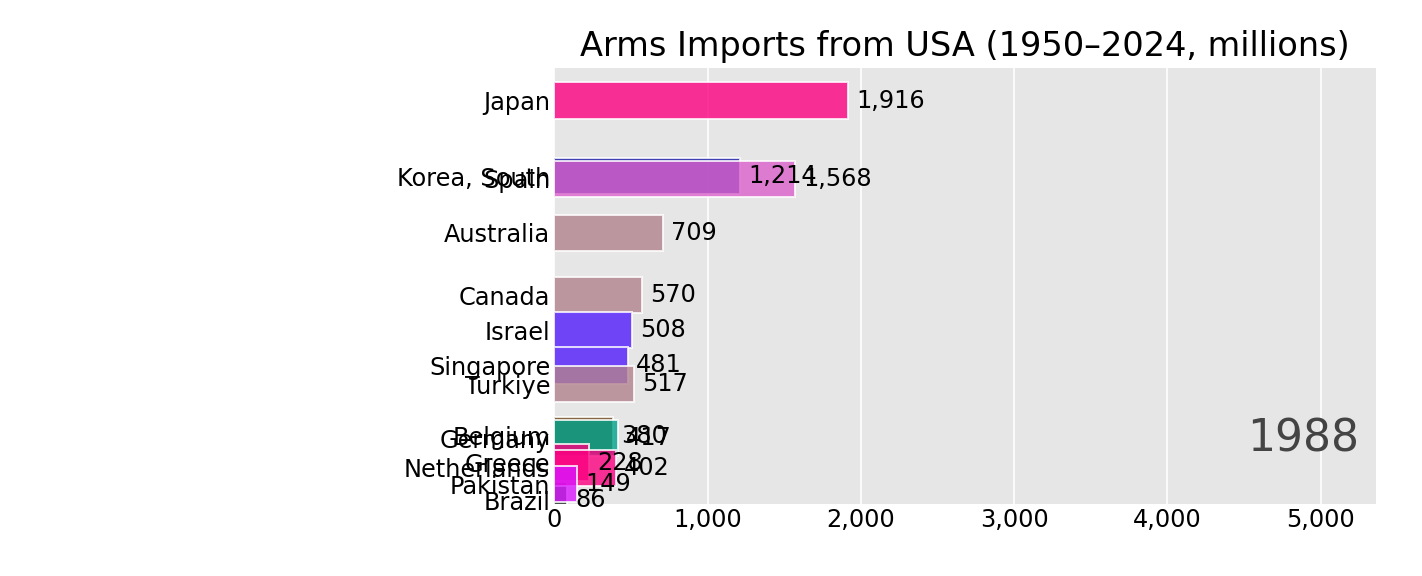 Arms Imports from USA (1950–2024, millions)
Japan 1,916
Korea, South 1,214
Spain 1,568
Australia 709
Canada 570
Israel 508
Singapore 481
Turkiye 517
Belgium 380
Germany 417
Greece 228
Netherlands 402
Pakistan 149
Brazil 86
1988
0 1,000 2,000 3,000 4,000 5,000